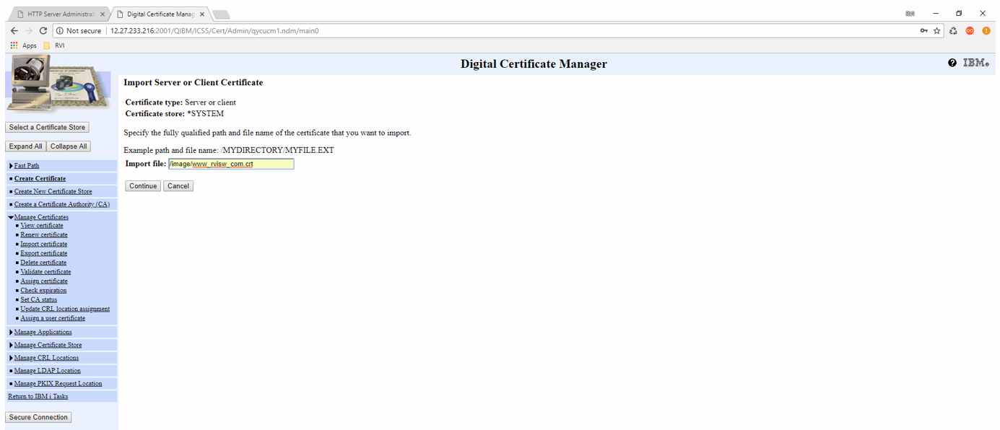 HTTP Server Administrati
Digital Certificate Manag
RVI
Not secure
12.27.233.216:2001/QIBM/ICSS/Cert/Admin/qycucm1.ndm/main0
Apps
RVI
Digital Certificate Manager
IBM®
Select a Certificate Store
Expand All
Collapse All
Fast Path
Create Certificate
Create New Certificate Store
Create a Certificate Authority (CA)
Manage Certificates
View certificate
Renew certificate
Import certificate
Export certificate
Delete certificate
Validate certificate
Assign certificate
Check expiration
Set CA status
Update CRL location assignment
Assign a user certificate
Manage Applications
Manage Certificate Store
Manage CRL Locations
Manage LDAP Location
Manage PKIX Request Location
Return to IBM i Tasks
Secure Connection
Import Server or Client Certificate
Certificate type: Server or client
Certificate store: *SYSTEM
Specify the fully qualified path and file name of the certificate that you want to import.
Example path and file name: /MYDIRECTORY/MYFILE.EXT
Import file: /image/www_rvisw_com.crt
Continue
Cancel